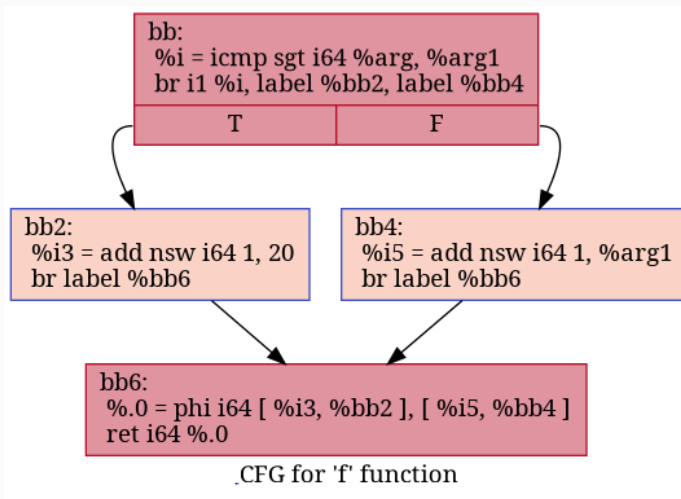 bb:
%i = icmp sgt i64 %arg, %arg1
br i1 %i, label %bb2, label %bb4
T F
bb2:
%i3 = add nsw i64 1, 20
br label %bb6
bb4:
%i5 = add nsw i64 1, %arg1
br label %bb6
bb6:
%.0 = phi i64 [ %i3, %bb2 ], [ %i5, %bb4 ]
ret i64 %.0
CFG for 'f' function